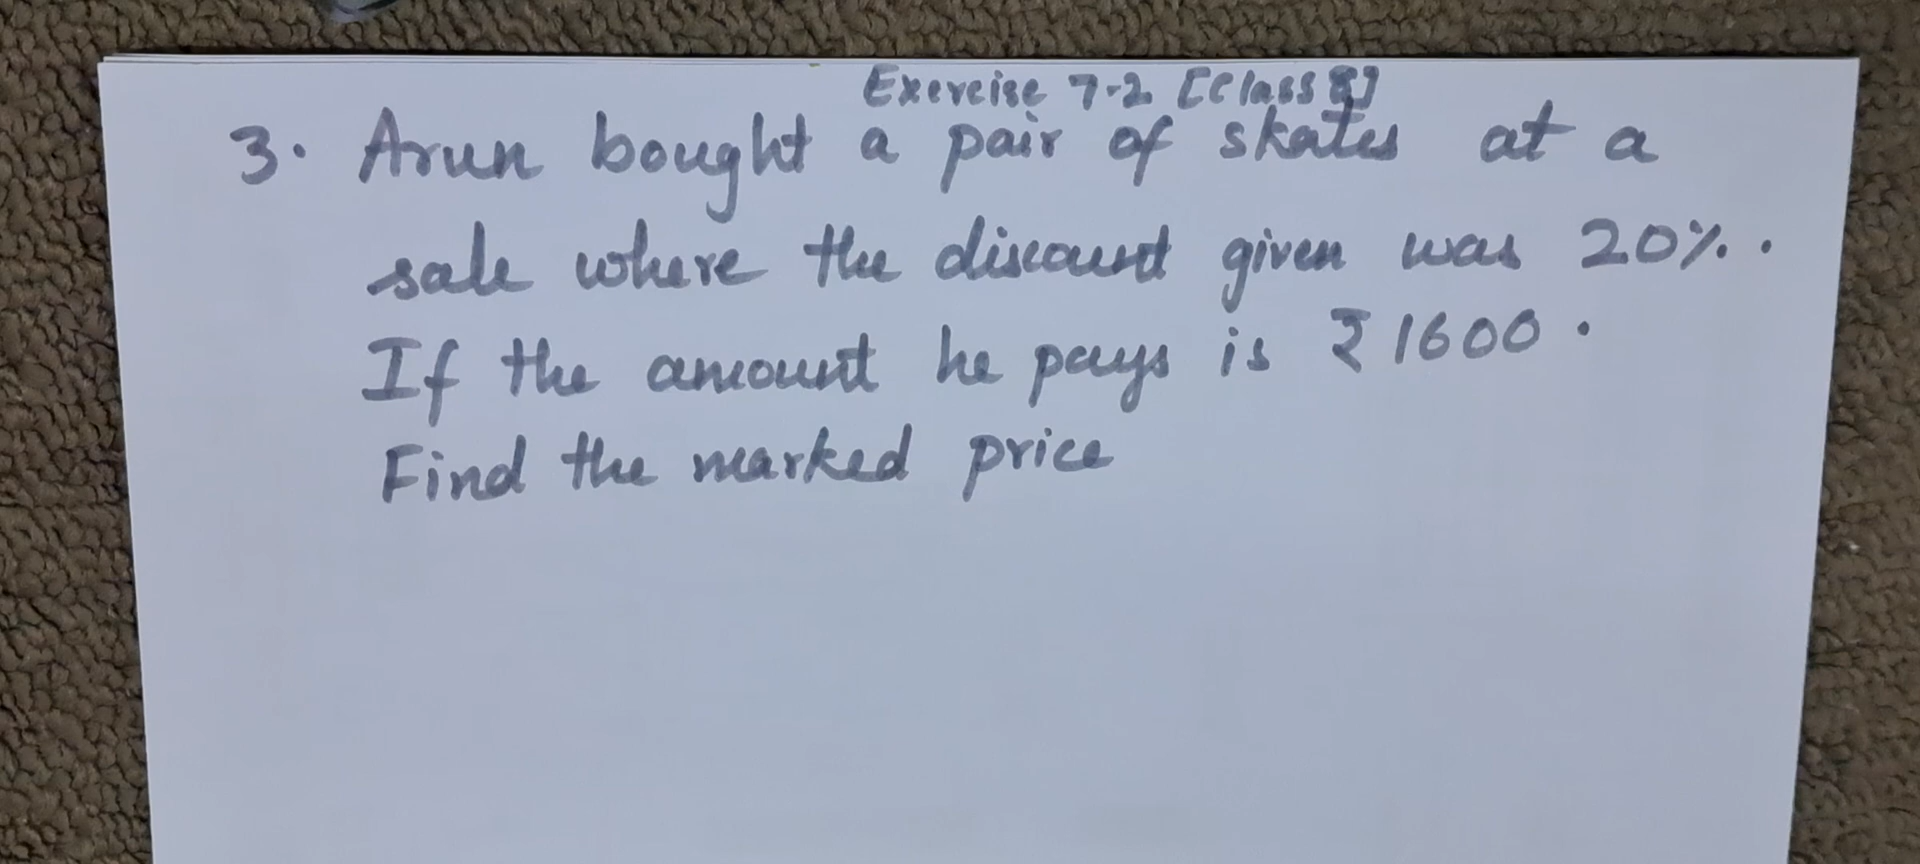 Exercise 7.2 [Class 8]
3. Arun bought a pair of skates at a
sale where the discount given was 20%.
If the amount he pays is ₹1600.
Find the marked price